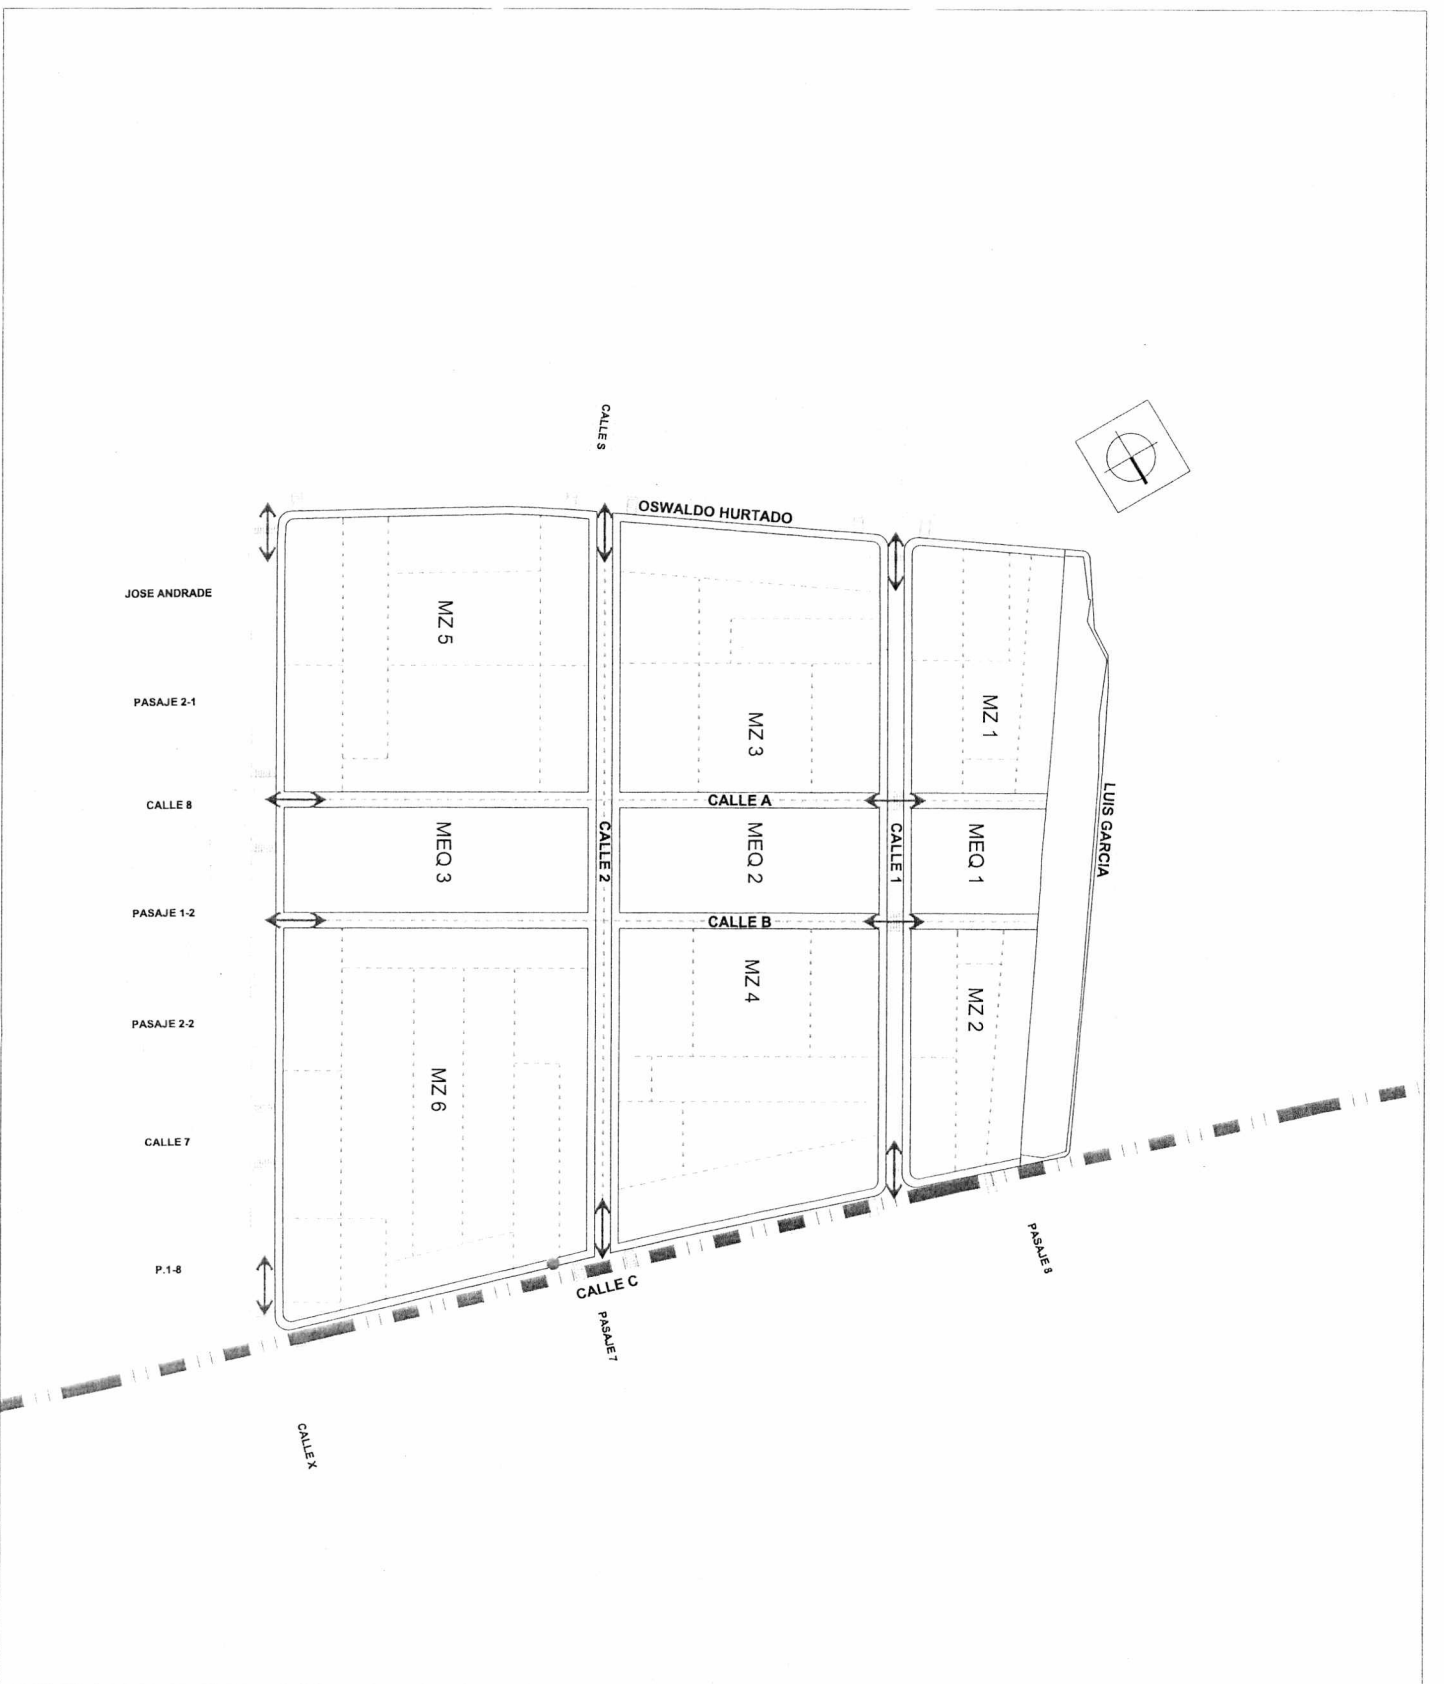 CALLE S
OSWALDO HURTADO
JOSE ANDRADE
MZ 5
PASAJE 2-1
MZ 3
MZ 1
CALLE 8
CALLE A
LUIS GARCIA
MEQ 3
CALLE 2
MEQ 2
CALLE 1
MEQ 1
PASAJE 1-2
CALLE B
MZ 4
MZ 2
PASAJE 2-2
MZ 6
CALLE 7
PASAJE 8
P.1-8
CALLE C
PASAJE 7
CALLE X